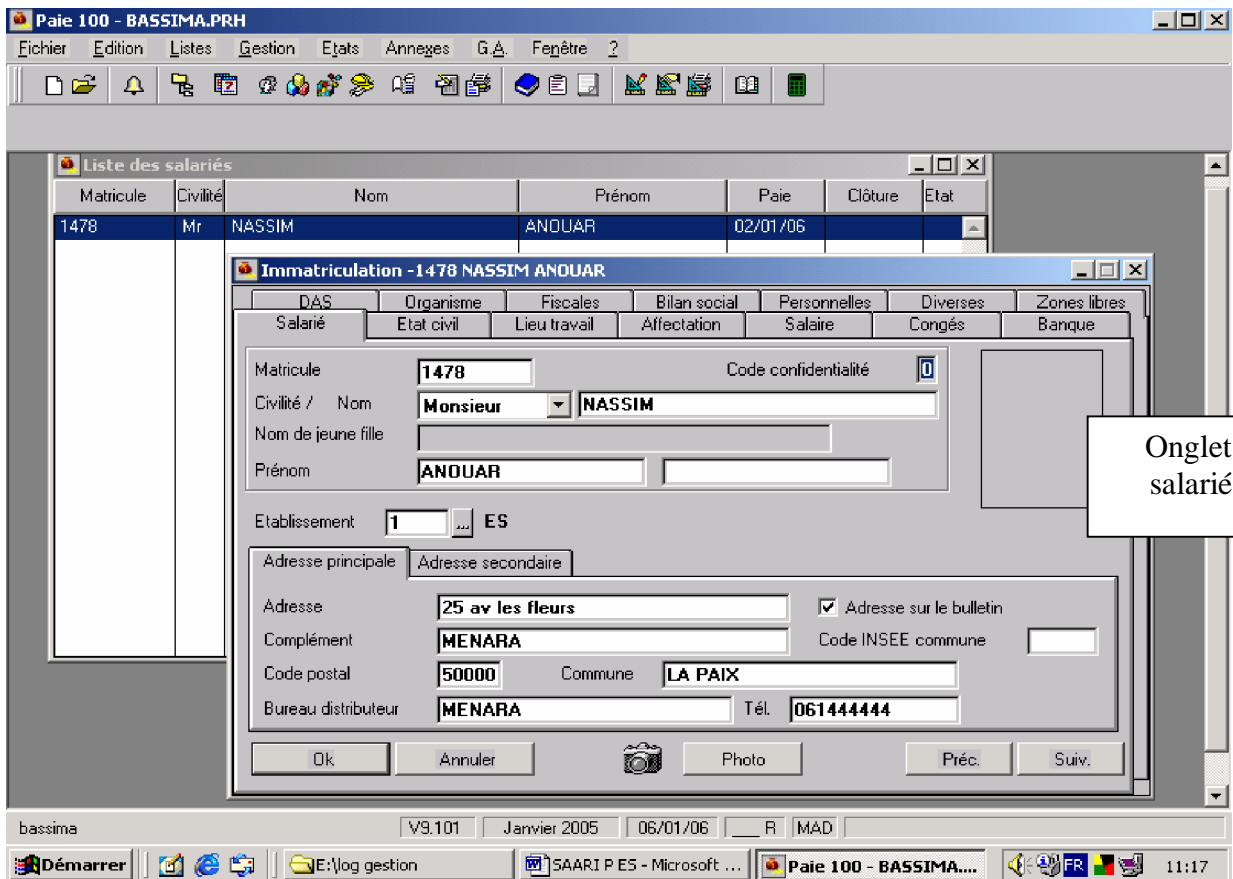 Paie 100 - BASSIMA.PRH
Fichier Edition Listes Gestion Etats Annexes G.A. Fenêtre ?
Liste des salariés
Matricule Civilité Nom Prénom Paie Clôture Etat
1478 Mr NASSIM ANOUAR 02/01/06
Immatriculation -1478 NASSIM ANOUAR
DAS Organisme Fiscales Bilan social Personnelles Diverses Zones libres
Salarié Etat civil Lieu travail Affectation Salaire Congés Banque
Matricule 1478 Code confidentialité 0
Civilité / Nom Monsieur NASSIM
Nom de jeune fille
Prénom ANOUAR
Onglet
salarié
Etablissement 1 ... ES
Adresse principale Adresse secondaire
Adresse 25 av les fleurs Adresse sur le bulletin
Complément MENARA Code INSEE commune
Code postal 50000 Commune LA PAIX
Bureau distributeur MENARA Tél. 061444444
Ok Annuler Photo Préc. Suiv.
bassima V9.101 Janvier 2005 06/01/06 ___ R MAD
Démarrer E:\log gestion SAARI P ES - Microsoft ... Paie 100 - BASSIMA.... FR 11:17